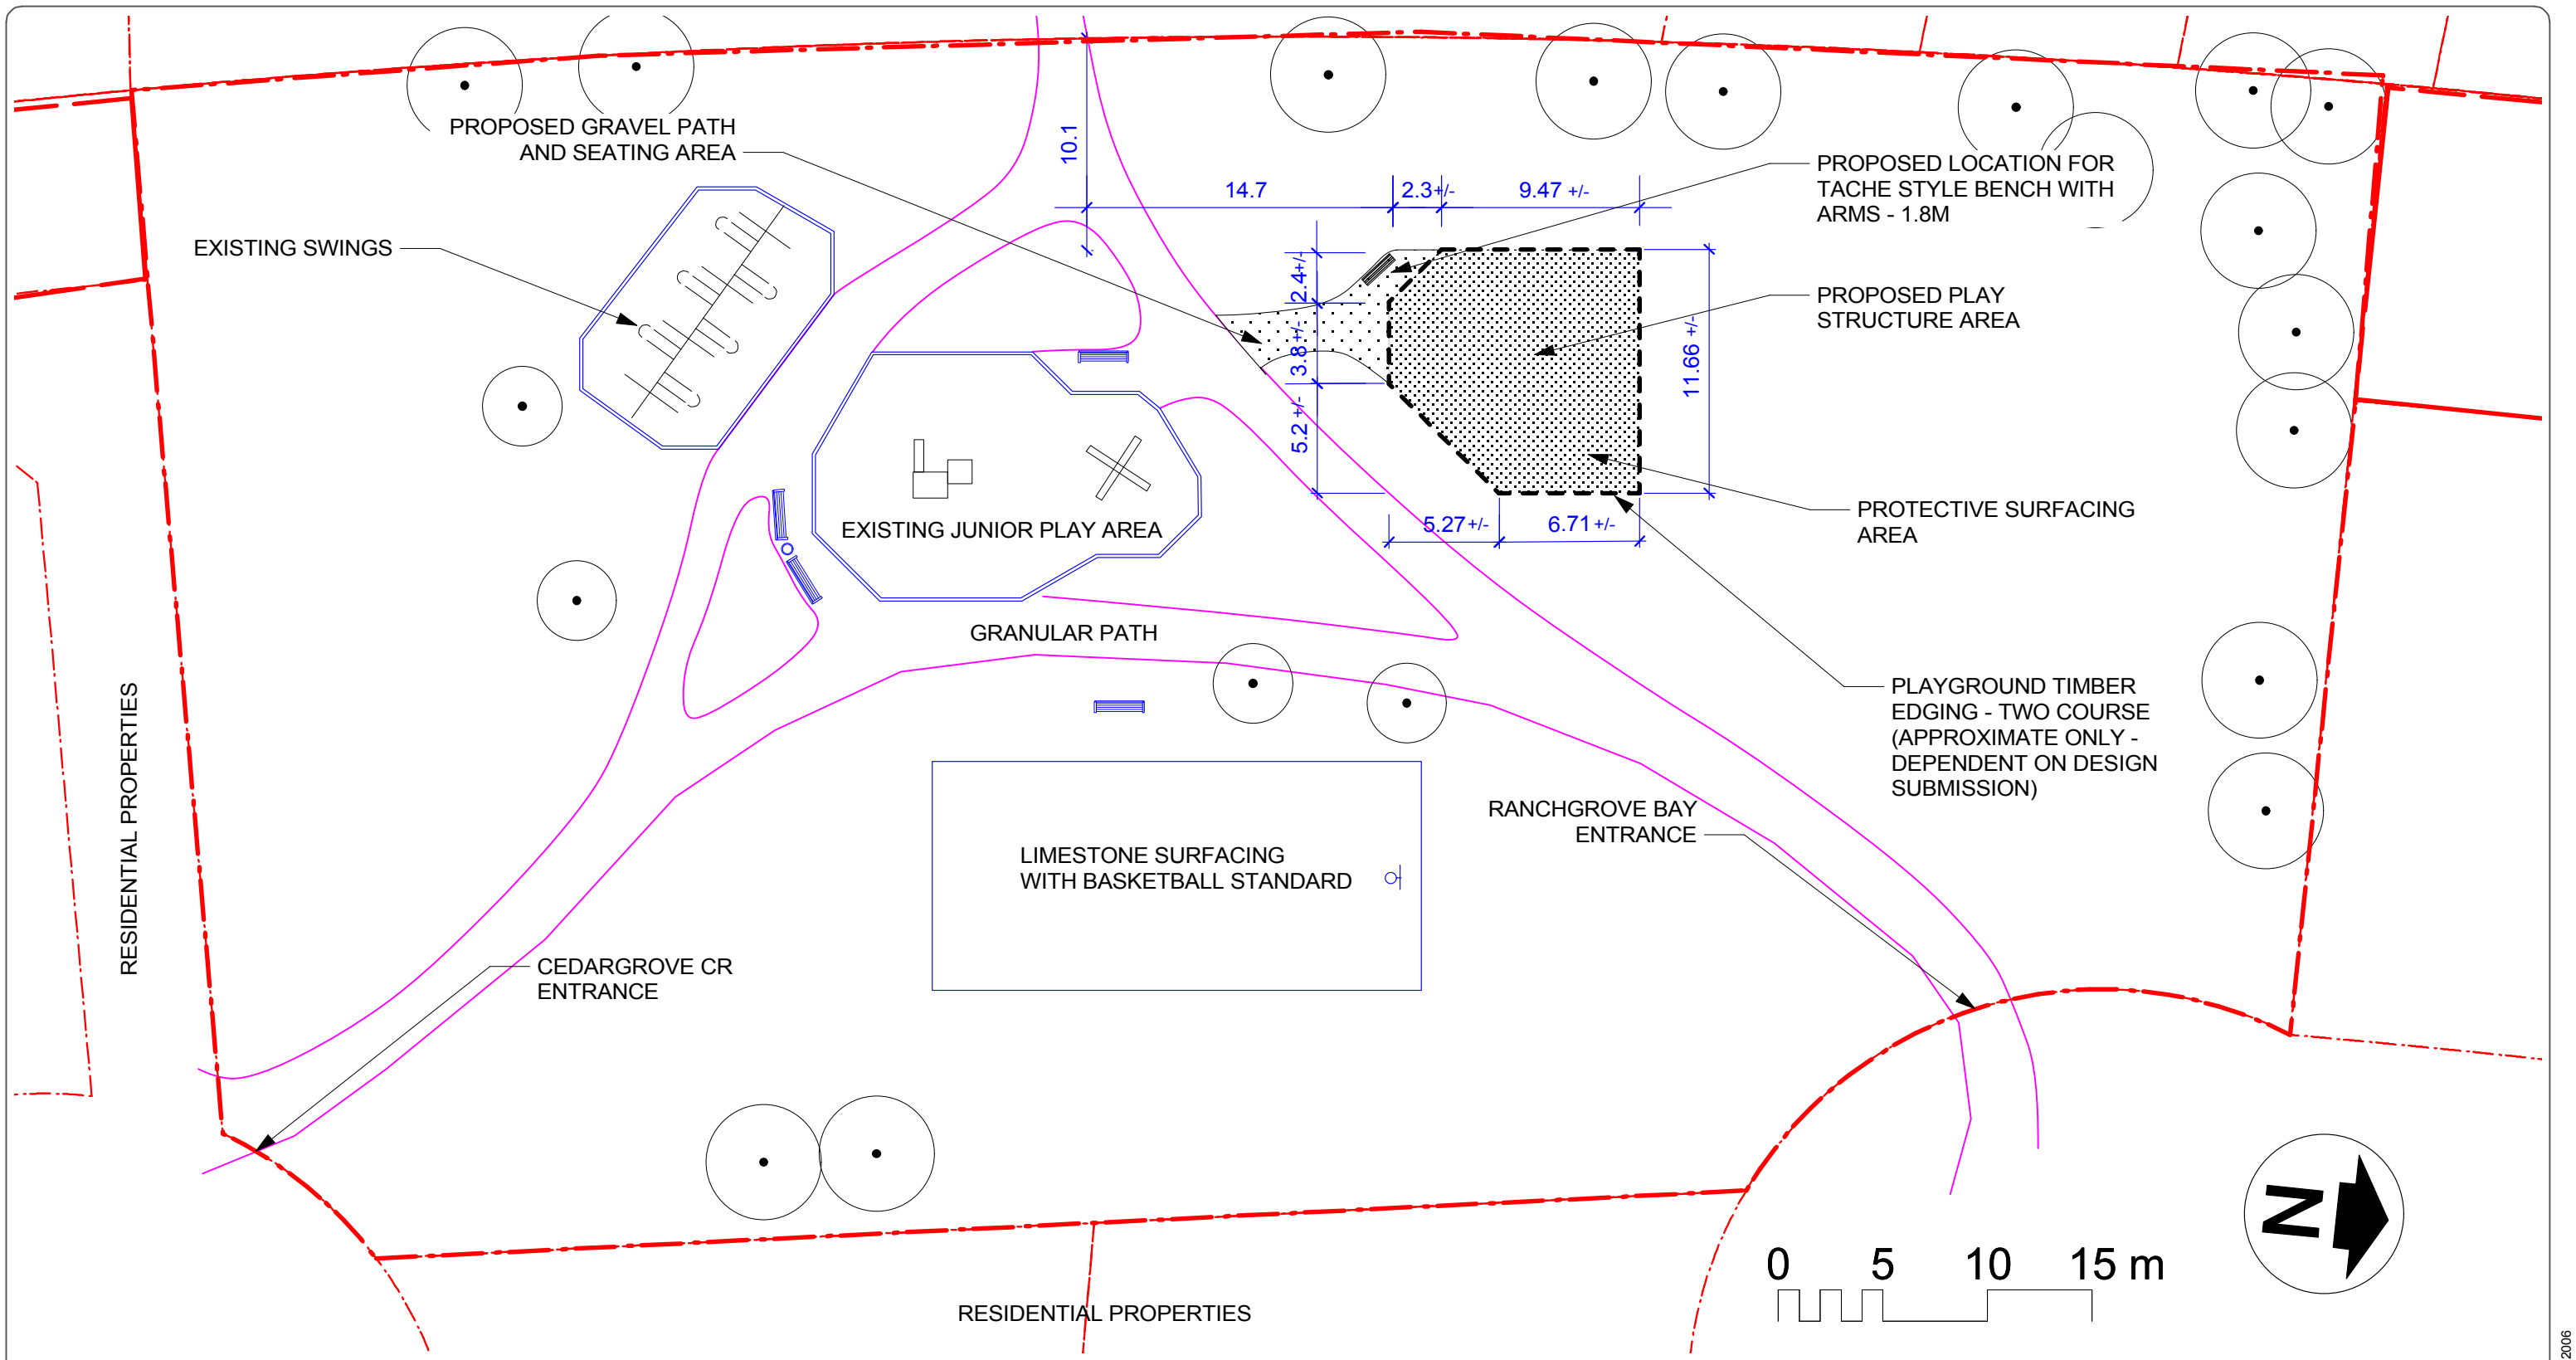 PROPOSED GRAVEL PATH
AND SEATING AREA
EXISTING SWINGS
10.1
14.7
2.3+/-
9.47 +/-
2.4+/-
3.8+/-
5.2 +/-
11.66 +/-
5.27+/-
6.71+/-
PROPOSED LOCATION FOR
TACHE STYLE BENCH WITH
ARMS - 1.8M
PROPOSED PLAY
STRUCTURE AREA
PROTECTIVE SURFACING
AREA
PLAYGROUND TIMBER
EDGING - TWO COURSE
(APPROXIMATE ONLY -
DEPENDENT ON DESIGN
SUBMISSION)
EXISTING JUNIOR PLAY AREA
GRANULAR PATH
RESIDENTIAL PROPERTIES
LIMESTONE SURFACING
WITH BASKETBALL STANDARD
RANCHGROVE BAY
ENTRANCE
CEDARGROVE CR
ENTRANCE
RESIDENTIAL PROPERTIES
0 5 10 15 m
N
2006